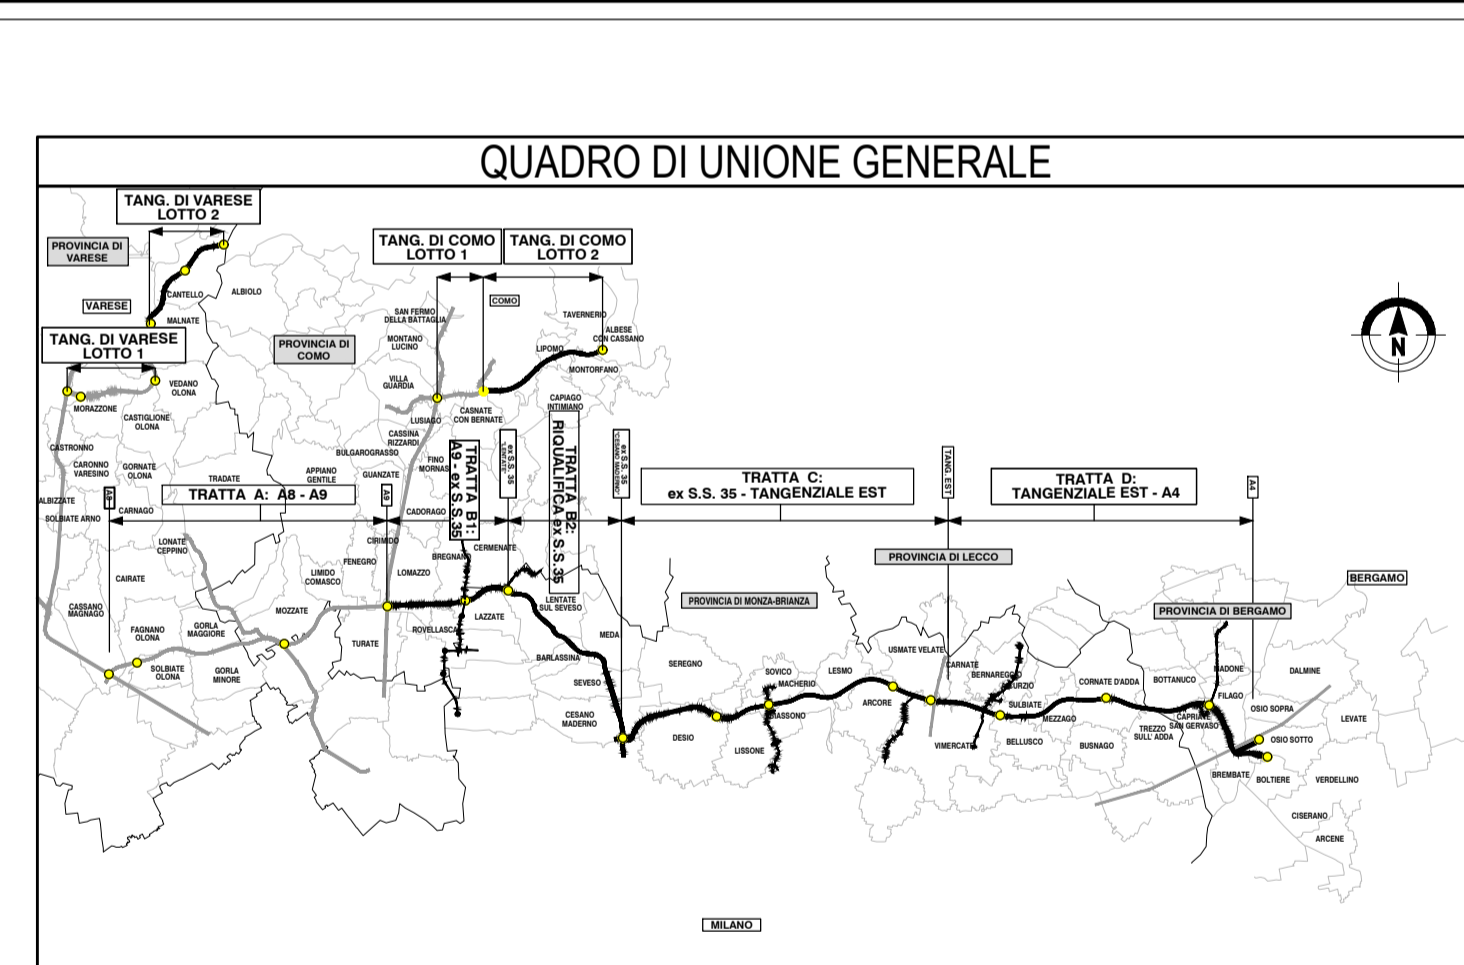 QUADRO DI UNIONE GENERALE
TANG. DI VARESE
LOTTO 2
PROVINCIA DI
VARESE
TANG. DI COMO
LOTTO 1
TANG. DI COMO
LOTTO 2
CANTELLO
ALBIOLO
VARESE
MALNATE
COMO
SAN FERMO
DELLA BATTAGLIA
TAVERNERIO
ALBESE
CON CASSANO
TANG. DI VARESE
LOTTO 1
PROVINCIA DI
COMO
MONTANO
LUCINO
LIPOMO
MONTORFANO
N
VEDANO
OLONA
VILLA
GUARDIA
MORAZZONE
CASTIGLIONE
OLONA
LUSIAGO
CASNATE
CON BERNATE
CAPIAGO
INTIMIANO
CASSINA
RIZZARDI
CASTRONNO
BULGAROGRASSO
CARONNO
VARESINO
GORNATE
OLONA
TRADATE
APPIANO
GENTILE
GUANZATE
FINO
MORNAS
TRATTA B1:
A9 - ex S.S.35
ex S.S. 35
"LENTATE"
TRATTA B2:
RIQUALIFICA ex S.S.35
ex S.S. 35
"CESANO MADERNO"
TRATTA C:
ex S.S. 35 - TANGENZIALE EST
TANG. EST
TRATTA D:
TANGENZIALE EST - A4
A4
ALBIZZATE
A8
TRATTA A: A8 - A9
A9
SOLBIATE ARNO
CARNAGO
CADORAGO
LONATE
CEPPINO
CIRIMIDO
CERMENATE
BREGNANO
FENEGRO
PROVINCIA DI LECCO
CAIRATE
LIMIDO
COMASCO
LOMAZZO
BERGAMO
CASSANO
MAGNAGO
MOZZATE
LAZZATE
LENTATE
SUL SEVESO
PROVINCIA DI MONZA-BRIANZA
PROVINCIA DI BERGAMO
FAGNANO
OLONA
GORLA
MAGGIORE
ROVELLASCA
TURATE
MEDA
BARLASSINA
SEREGNO
USMATE VELATE
CARNATE
SOLBIATE
OLONA
GORLA
MINORE
SEVESO
SOVICO
MACHERIO
LESMO
BERNAREGGIO
CORNATE D'ADDA
BOTTANUCO
MADONE
DALMINE
CESANO
MADERNO
BIASSONO
ARCORE
SULBIATE
MEZZAGO
FILAGO
CAPRIATE
SAN GERVASO
OSIO SOPRA
LEVATE
DESIO
LISSONE
VIMERCATE
BELLUSCO
BUSNAGO
TREZZO
SULL' ADDA
OSIO SOTTO
BREMBATE
BOLTIERE
VERDELLINO
CISERANO
ARCENE
MILANO